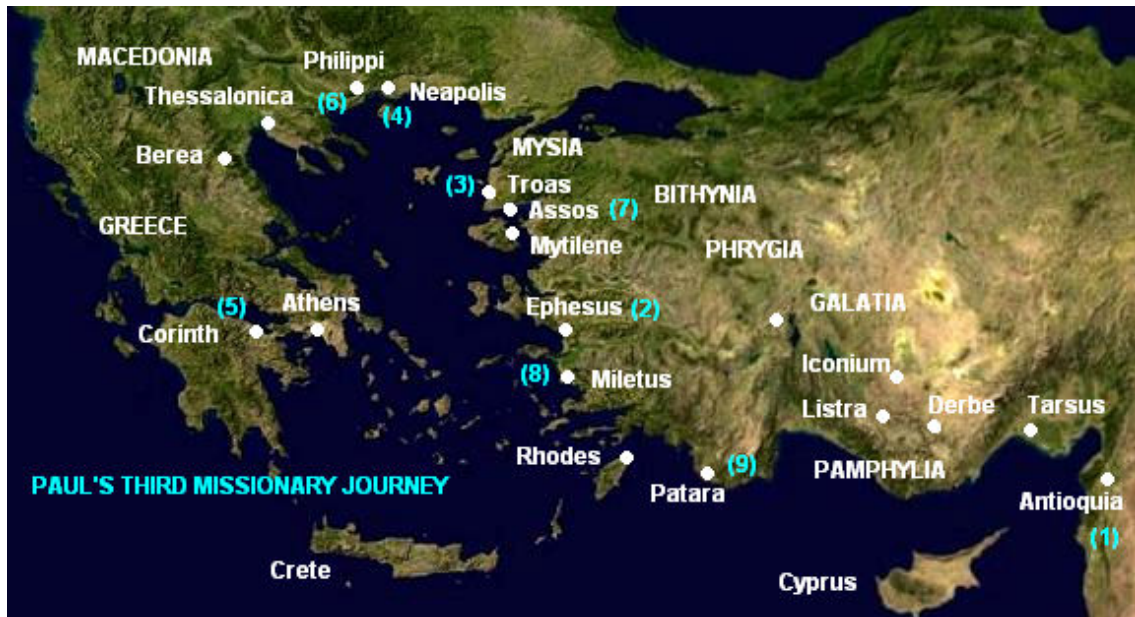 MACEDONIA
Philippi
Thessalonica
(6)
(4)
Neapolis
Berea
MYSIA
(3)
Troas
BITHYNIA
Assos (7)
GREECE
Mytilene
PHRYGIA
(5)
Athens
Ephesus (2)
GALATIA
Corinth
Iconium
(8)
Miletus
Listra
Derbe
Tarsus
Rhodes
(9)
PAMPHYLIA
PAUL'S THIRD MISSIONARY JOURNEY
Patara
Antioquia
(1)
Crete
Cyprus